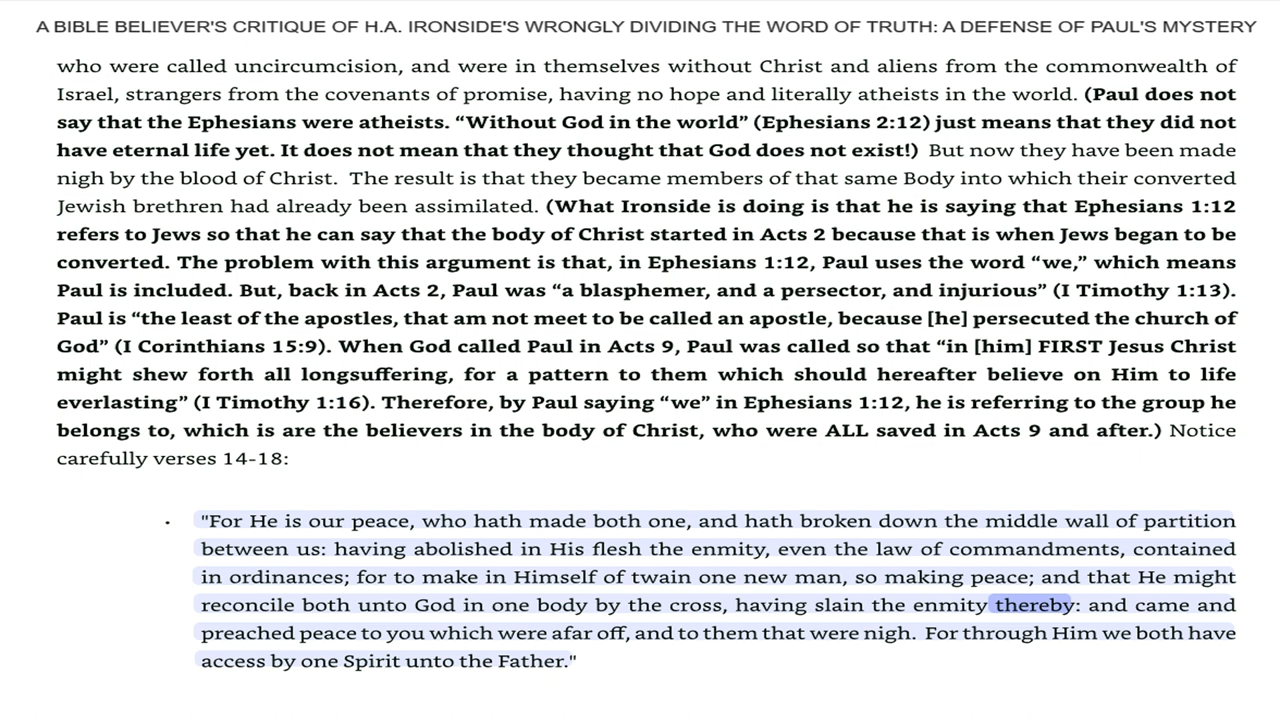 A BIBLE BELIEVER'S CRITIQUE OF H.A. IRONSIDE'S WRONGLY DIVIDING THE WORD OF TRUTH: A DEFENSE OF PAUL'S MYSTERY
who were called uncircumcision, and were in themselves without Christ and aliens from the commonwealth of
Israel, strangers from the covenants of promise, having no hope and literally atheists in the world. (Paul does not
say that the Ephesians were atheists. “Without God in the world” (Ephesians 2:12) just means that they did not
have eternal life yet. It does not mean that they thought that God does not exist!) But now they have been made
nigh by the blood of Christ. The result is that they became members of that same Body into which their converted
Jewish brethren had already been assimilated. (What Ironside is doing is that he is saying that Ephesians 1:12
refers to Jews so that he can say that the body of Christ started in Acts 2 because that is when Jews began to be
converted. The problem with this argument is that, in Ephesians 1:12, Paul uses the word “we,” which means
Paul is included. But, back in Acts 2, Paul was “a blasphemer, and a persector, and injurious” (I Timothy 1:13).
Paul is “the least of the apostles, that am not meet to be called an apostle, because [he] persecuted the church of
God” (I Corinthians 15:9). When God called Paul in Acts 9, Paul was called so that “in [him] FIRST Jesus Christ
might shew forth all longsuffering, for a pattern to them which should hereafter believe on Him to life
everlasting” (I Timothy 1:16). Therefore, by Paul saying “we” in Ephesians 1:12, he is referring to the group he
belongs to, which is are the believers in the body of Christ, who were ALL saved in Acts 9 and after.) Notice
carefully verses 14-18:
· "For He is our peace, who hath made both one, and hath broken down the middle wall of partition
between us: having abolished in His flesh the enmity, even the law of commandments, contained
in ordinances; for to make in Himself of twain one new man, so making peace; and that He might
reconcile both unto God in one body by the cross, having slain the enmity thereby: and came and
preached peace to you which were afar off, and to them that were nigh. For through Him we both have
access by one Spirit unto the Father."